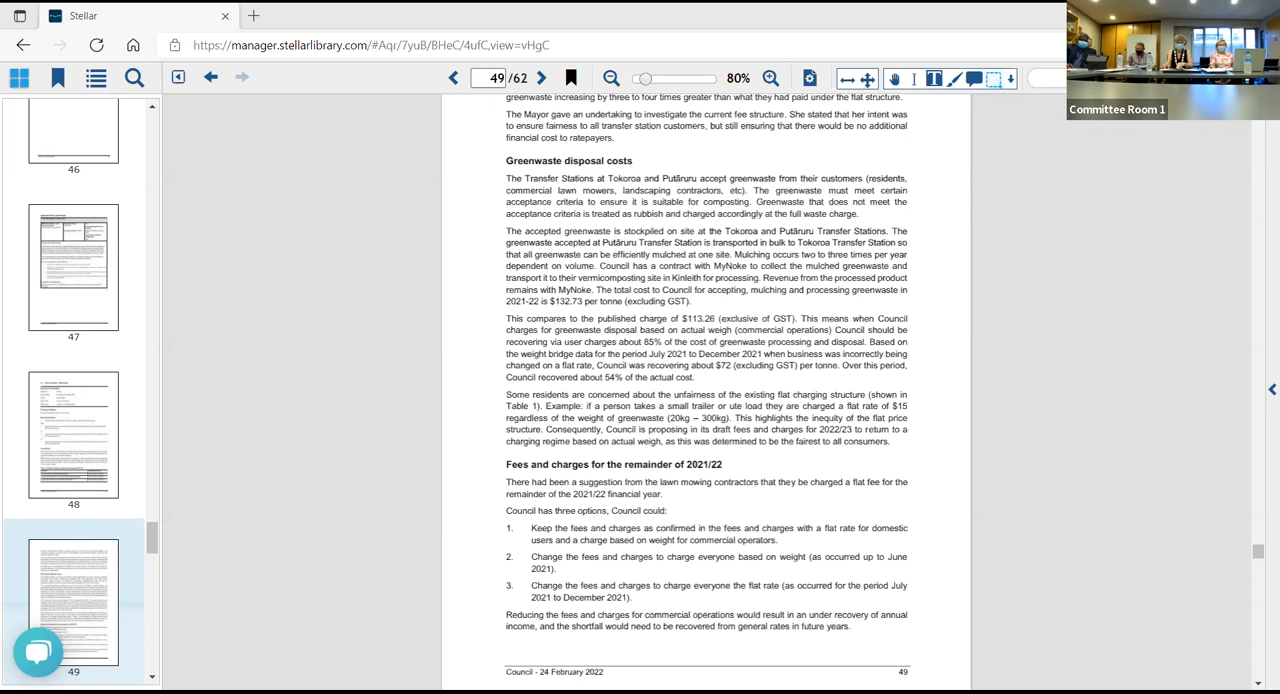 Stellar
https://manager.stellarlibrary.com/#Aqr/7yuB/BHeC/4ufC,view=vHgC
49 /62
80%
Committee Room 1
46
47
48
49
greenwaste increasing by three to four times greater than what they had paid under the flat structure.
The Mayor gave an undertaking to investigate the current fee structure. She stated that her intent was
to ensure fairness to all transfer station customers, but still ensuring that there would be no additional
financial cost to ratepayers.
Greenwaste disposal costs
The Transfer Stations at Tokoroa and Putāruru accept greenwaste from their customers (residents,
commercial lawn mowers, landscaping contractors, etc). The greenwaste must meet certain
acceptance criteria to ensure it is suitable for composting. Greenwaste that does not meet the
acceptance criteria is treated as rubbish and charged accordingly at the full waste charge.
The accepted greenwaste is stockpiled on site at the Tokoroa and Putāruru Transfer Stations. The
greenwaste accepted at Putāruru Transfer Station is transported in bulk to Tokoroa Transfer Station so
that all greenwaste can be efficiently mulched at one site. Mulching occurs two to three times per year
dependent on volume. Council has a contract with MyNoke to collect the mulched greenwaste and
transport it to their vermicomposting site in Kinleith for processing. Revenue from the processed product
remains with MyNoke. The total cost to Council for accepting, mulching and processing greenwaste in
2021-22 is $132.73 per tonne (excluding GST).
This compares to the published charge of $113.26 (exclusive of GST). This means when Council
charges for greenwaste disposal based on actual weigh (commercial operations) Council should be
recovering via user charges about 85% of the cost of greenwaste processing and disposal. Based on
the weight bridge data for the period July 2021 to December 2021 when business was incorrectly being
changed on a flat rate, Council was recovering about $72 (excluding GST) per tonne. Over this period,
Council recovered about 54% of the actual cost.
Some residents are concerned about the unfairness of the existing flat charging structure (shown in
Table 1). Example: if a person takes a small trailer or ute load they are charged a flat rate of $15
regardless of the weight of greenwaste (20kg – 300kg). This highlights the inequity of the flat price
structure. Consequently, Council is proposing in its draft fees and charges for 2022/23 to return to a
charging regime based on actual weigh, as this was determined to be the fairest to all consumers.
Fees and charges for the remainder of 2021/22
There had been a suggestion from the lawn mowing contractors that they be charged a flat fee for the
remainder of the 2021/22 financial year.
Council has three options, Council could:
1. Keep the fees and charges as confirmed in the fees and charges with a flat rate for domestic
users and a charge based on weight for commercial operators.
2. Change the fees and charges to charge everyone based on weight (as occurred up to June
2021).
3. Change the fees and charges to charge everyone the flat rate (as occurred for the period July
2021 to December 2021).
Reducing the fees and charges for commercial operations would result in an under recovery of annual
income, and the shortfall would need to be recovered from general rates in future years.
Council - 24 February 2022 49